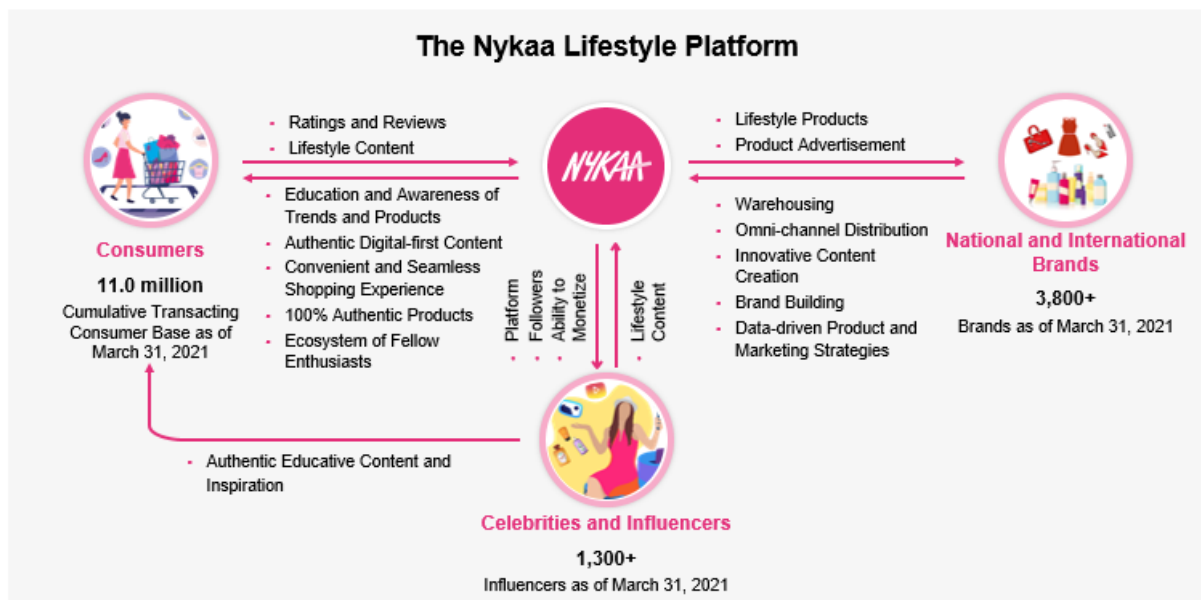 The Nykaa Lifestyle Platform
Ratings and Reviews
Lifestyle Content
Education and Awareness of
Trends and Products
Authentic Digital-first Content
Convenient and Seamless
Shopping Experience
100% Authentic Products
Ecosystem of Fellow
Enthusiasts
Consumers
11.0 million
Cumulative Transacting
Consumer Base as of
March 31, 2021
NYKAA
Platform
Followers
Ability to
Monetize
Lifestyle
Content
Lifestyle Products
Product Advertisement
Warehousing
Omni-channel Distribution
Innovative Content
Creation
Brand Building
Data-driven Product and
Marketing Strategies
National and International
Brands
3,800+
Brands as of March 31, 2021
Authentic Educative Content and
Inspiration
Celebrities and Influencers
1,300+
Influencers as of March 31, 2021